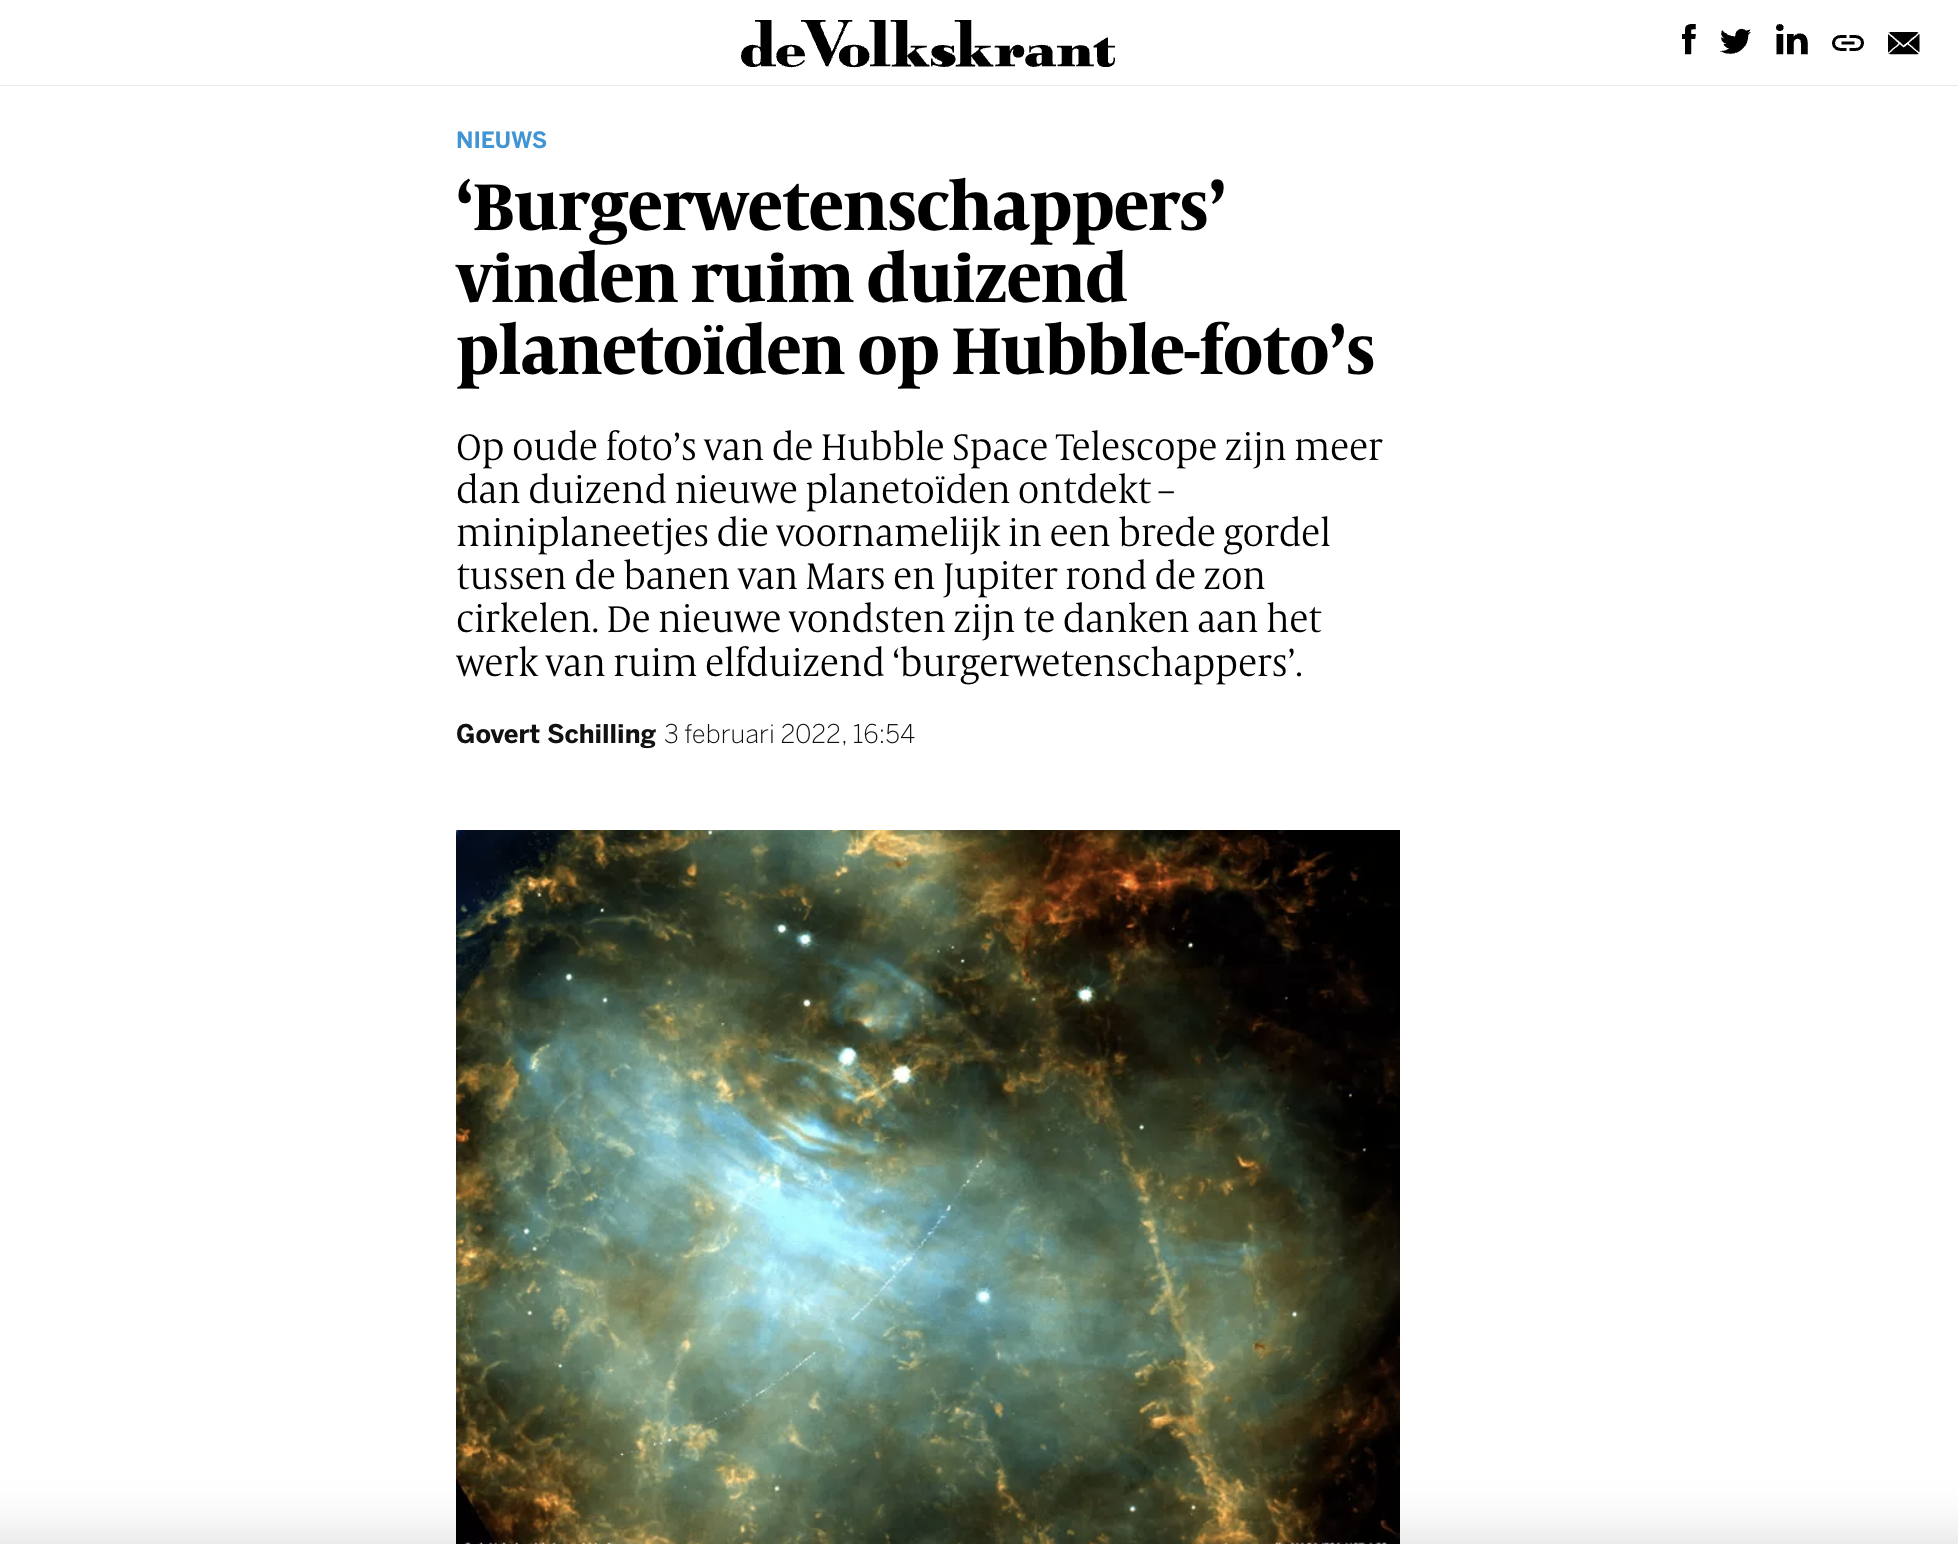 deVolkskrant
NIEUWS
‘Burgerwetenschappers’
vinden ruim duizend
planetoïden op Hubble-foto’s
Op oude foto’s van de Hubble Space Telescope zijn meer
dan duizend nieuwe planetoïden ontdekt –
miniplaneetjes die voornamelijk in een brede gordel
tussen de banen van Mars en Jupiter rond de zon
cirkelen. De nieuwe vondsten zijn te danken aan het
werk van ruim elfduizend ‘burgerwetenschappers’.
Govert Schilling 3 februari 2022, 16:54